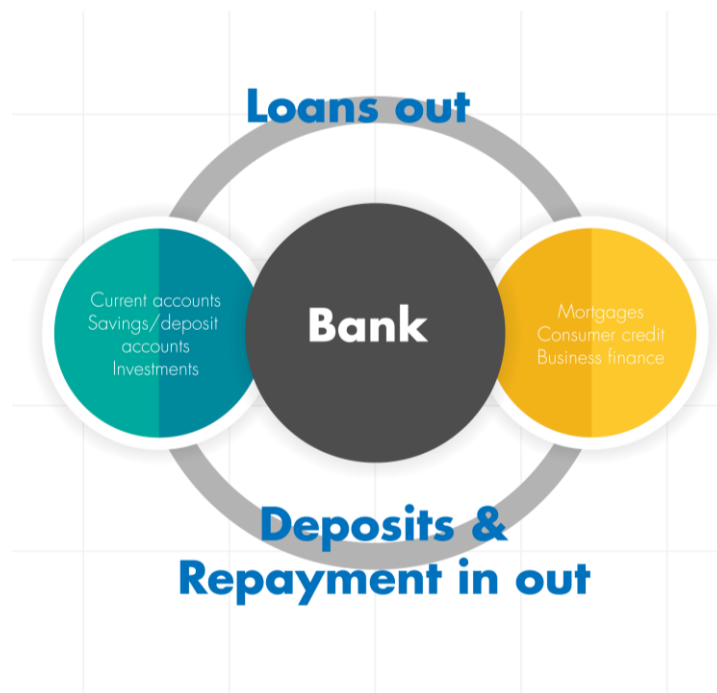 Loans out
Current accounts
Savings/deposit
accounts
Investments
Bank
Mortgages
Consumer credit
Business finance
Deposits &
Repayment in out